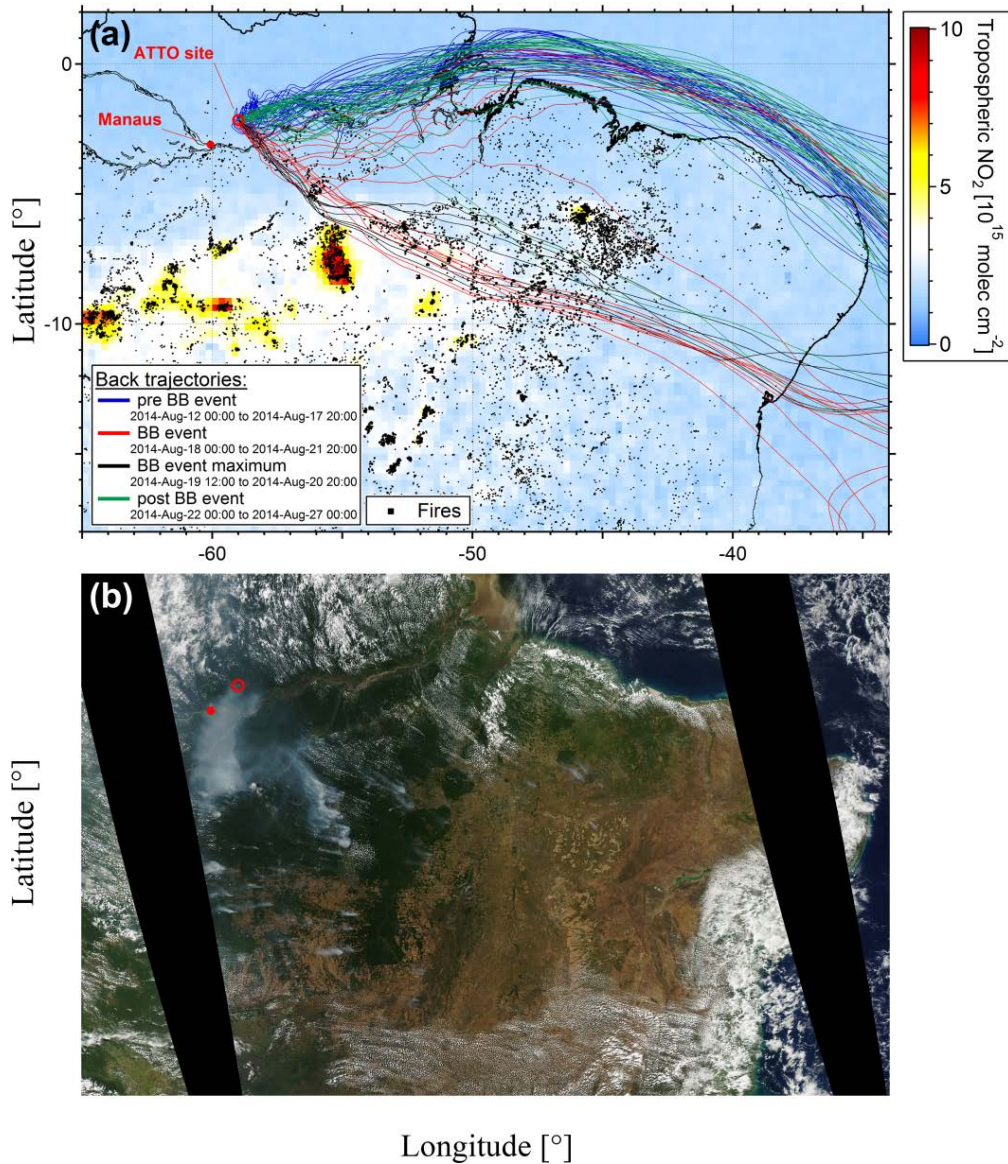 (a)
ATTO site
Manaus
0
-10
Latitude [°]
10
5
0
Tropospheric NO₂ [10¹⁵ molec cm⁻²]
Back trajectories:
pre BB event
2014-Aug-12 00:00 to 2014-Aug-17 20:00
BB event
2014-Aug-18 00:00 to 2014-Aug-21 20:00
BB event maximum
2014-Aug-19 12:00 to 2014-Aug-20 20:00
post BB event
2014-Aug-22 00:00 to 2014-Aug-27 00:00
Fires
-60
-50
-40
(b)
Latitude [°]
Longitude [°]